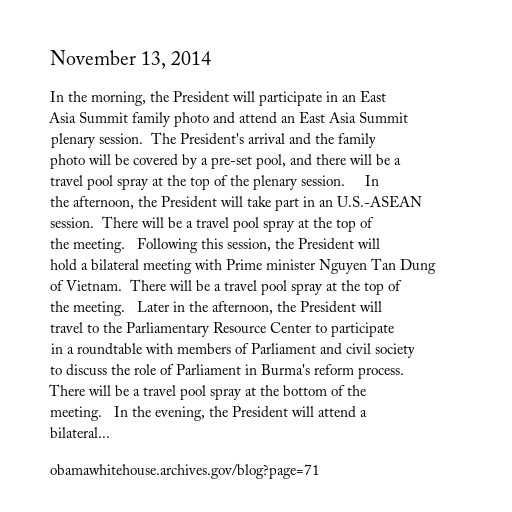 November 13, 2014
In the morning, the President will participate in an East
Asia Summit family photo and attend an East Asia Summit
plenary session.  The President's arrival and the family
photo will be covered by a pre-set pool, and there will be a
travel pool spray at the top of the plenary session.     In
the afternoon, the President will take part in an U.S.-ASEAN
session.  There will be a travel pool spray at the top of
the meeting.   Following this session, the President will
hold a bilateral meeting with Prime minister Nguyen Tan Dung
of Vietnam.  There will be a travel pool spray at the top of
the meeting.   Later in the afternoon, the President will
travel to the Parliamentary Resource Center to participate
in a roundtable with members of Parliament and civil society
to discuss the role of Parliament in Burma's reform process.
There will be a travel pool spray at the bottom of the
meeting.   In the evening, the President will attend a
bilateral...
obamawhitehouse.archives.gov/blog?page=71